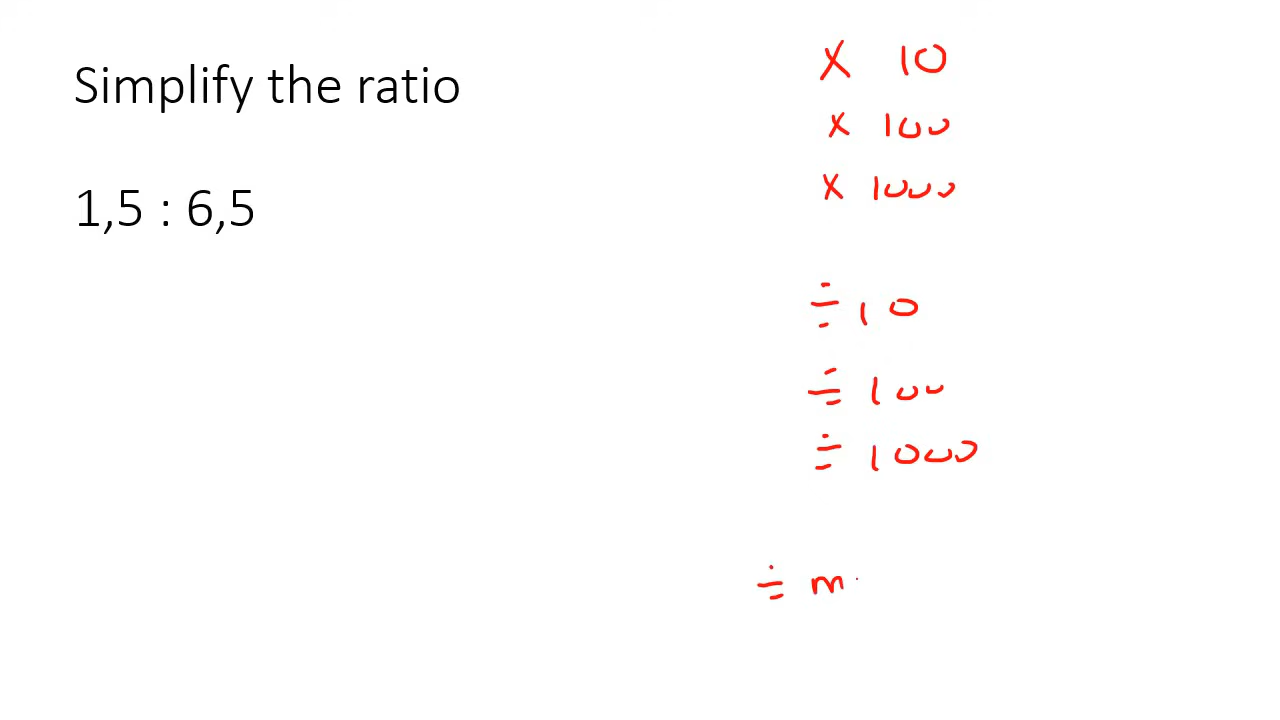 Simplify the ratio
1,5 : 6,5
x 10
x 100
x 1000
÷ 10
÷ 100
÷ 1000
÷ m